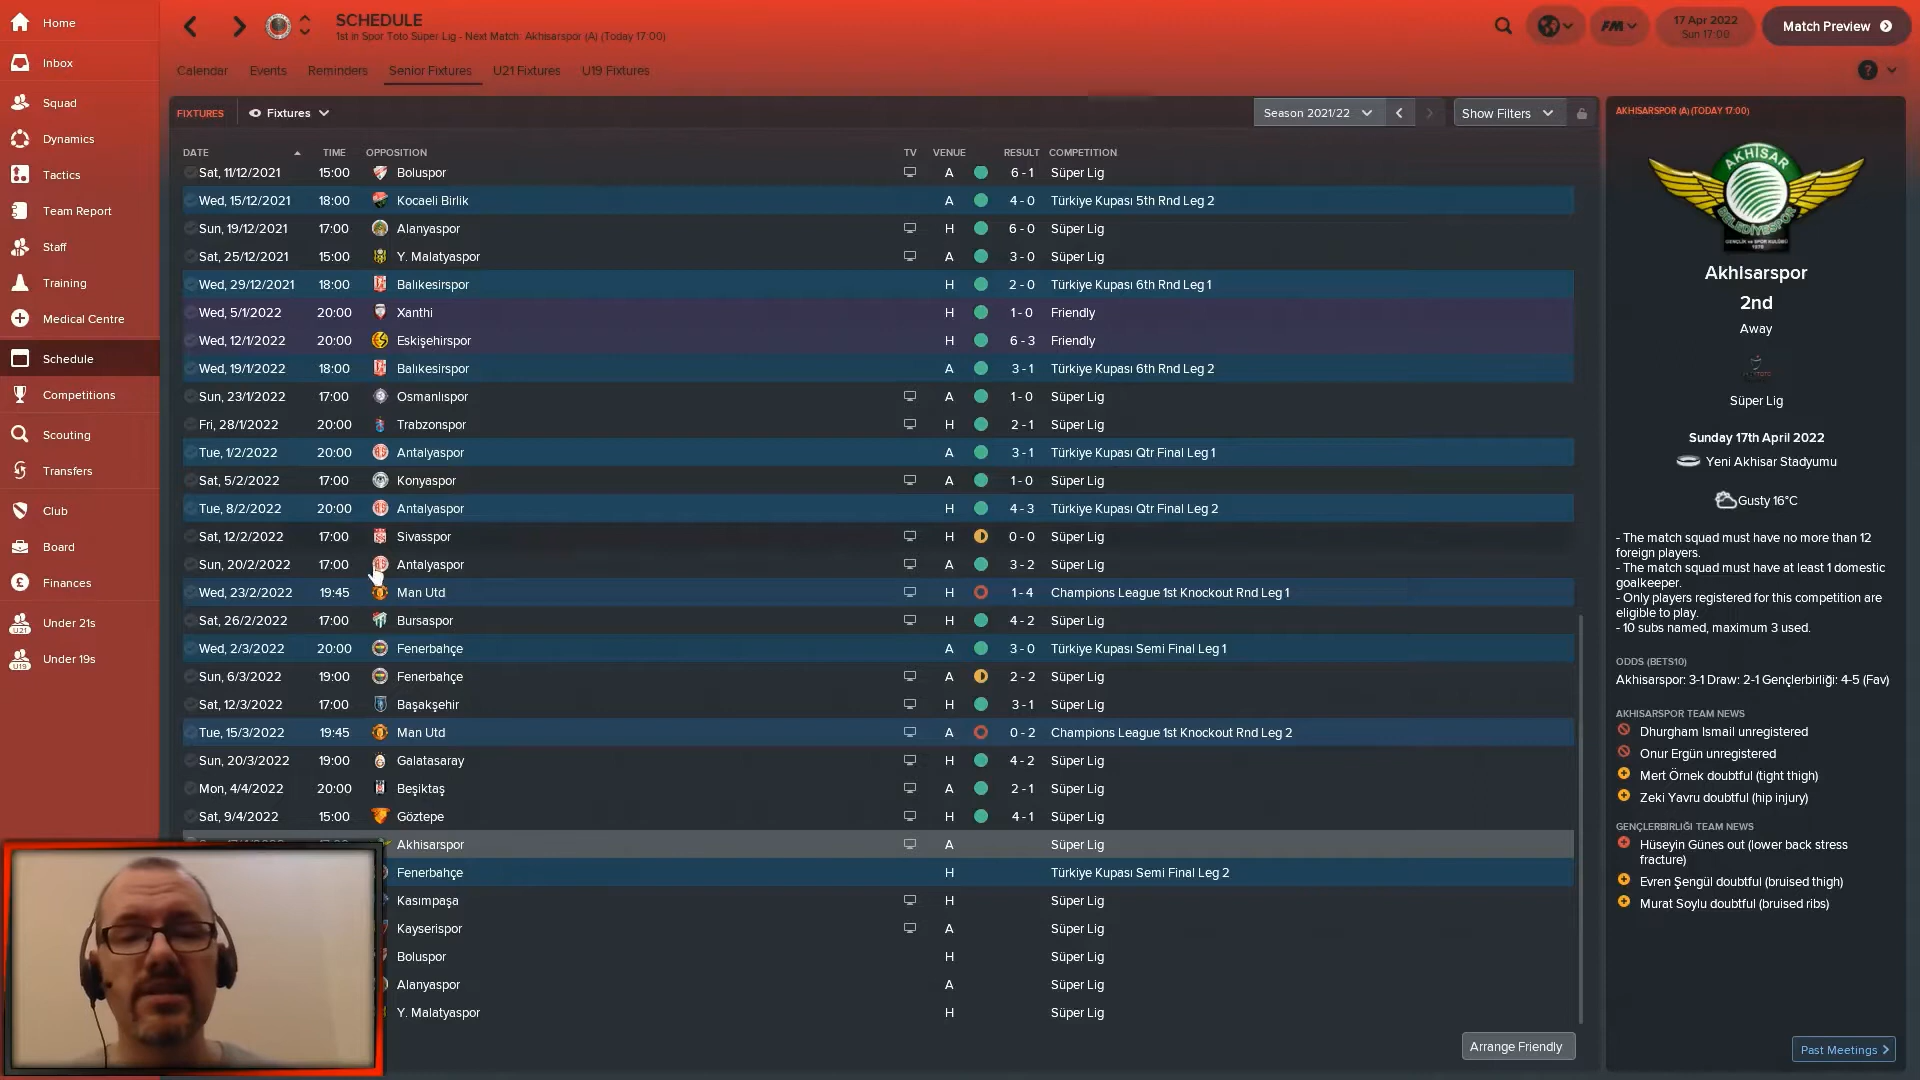 Home
Inbox
Squad
Dynamics
Tactics
Team Report
Staff
Training
Medical Centre
Schedule
Competitions
Scouting
Transfers
Club
Board
Finances
U21
Under 21s
U19
Under 19s
SCHEDULE
1st in Spor Toto Süper Lig - Next Match: Akhisarspor (A) (Today 17:00)
FM
17 Apr 2022
Sun 17:00
Match Preview
Calendar Events Reminders Senior Fixtures U21 Fixtures U19 Fixtures
FIXTURES Fixtures Season 2021/22 Show Filters
DATE TIME OPPOSITION TV VENUE RESULT COMPETITION
Sat, 11/12/2021 15:00 Boluspor A 6 - 1 Süper Lig
Wed, 15/12/2021 18:00 Kocaeli Birlik A 4 - 0 Türkiye Kupası 5th Rnd Leg 2
Sun, 19/12/2021 17:00 Alanyaspor H 6 - 0 Süper Lig
Sat, 25/12/2021 15:00 Y. Malatyaspor A 3 - 0 Süper Lig
Wed, 29/12/2021 18:00 Balıkesirspor H 2 - 0 Türkiye Kupası 6th Rnd Leg 1
Wed, 5/1/2022 20:00 Xanthi H 1 - 0 Friendly
Wed, 12/1/2022 20:00 Eskişehirspor H 6 - 3 Friendly
Wed, 19/1/2022 18:00 Balıkesirspor A 3 - 1 Türkiye Kupası 6th Rnd Leg 2
Sun, 23/1/2022 17:00 Osmanlıspor A 1 - 0 Süper Lig
Fri, 28/1/2022 20:00 Trabzonspor H 2 - 1 Süper Lig
Tue, 1/2/2022 20:00 Antalyaspor A 3 - 1 Türkiye Kupası Qtr Final Leg 1
Sat, 5/2/2022 17:00 Konyaspor A 1 - 0 Süper Lig
Tue, 8/2/2022 20:00 Antalyaspor H 4 - 3 Türkiye Kupası Qtr Final Leg 2
Sat, 12/2/2022 17:00 Sivasspor H 0 - 0 Süper Lig
Sun, 20/2/2022 17:00 Antalyaspor A 3 - 2 Süper Lig
Wed, 23/2/2022 19:45 Man Utd H 1 - 4 Champions League 1st Knockout Rnd Leg 1
Sat, 26/2/2022 17:00 Bursaspor H 4 - 2 Süper Lig
Wed, 2/3/2022 20:00 Fenerbahçe A 3 - 0 Türkiye Kupası Semi Final Leg 1
Sun, 6/3/2022 19:00 Fenerbahçe A 2 - 2 Süper Lig
Sat, 12/3/2022 17:00 Başakşehir H 3 - 1 Süper Lig
Tue, 15/3/2022 19:45 Man Utd A 0 - 2 Champions League 1st Knockout Rnd Leg 2
Sun, 20/3/2022 19:00 Galatasaray H 4 - 2 Süper Lig
Mon, 4/4/2022 20:00 Beşiktaş A 2 - 1 Süper Lig
Sat, 9/4/2022 15:00 Göztepe H 4 - 1 Süper Lig
Akhisarspor A Süper Lig
Fenerbahçe H Türkiye Kupası Semi Final Leg 2
Kasımpaşa H Süper Lig
Kayserispor A Süper Lig
Boluspor H Süper Lig
Alanyaspor A Süper Lig
Y. Malatyaspor H Süper Lig
Arrange Friendly
AKHISARSPOR (A) (TODAY 17:00)
AKHİSAR
BELEDİYESPOR
GENÇLİK ve SPOR KULÜBÜ
1970
Akhisarspor
2nd
Away
Süper Lig
Sunday 17th April 2022
Yeni Akhisar Stadyumu
Gusty 16°C
- The match squad must have no more than 12
foreign players.
- The match squad must have at least 1 domestic
goalkeeper.
- Only players registered for this competition are
eligible to play.
- 10 subs named, maximum 3 used.
ODDS (BETS10)
Akhisarspor: 3-1 Draw: 2-1 Gençlerbirliği: 4-5 (Fav)
AKHISARSPOR TEAM NEWS
Dhurgham Ismail unregistered
Onur Ergün unregistered
Mert Örnek doubtful (tight thigh)
Zeki Yavru doubtful (hip injury)
GENÇLERBIRLIĞI TEAM NEWS
Hüseyin Günes out (lower back stress
fracture)
Evren Şengül doubtful (bruised thigh)
Murat Soylu doubtful (bruised ribs)
Past Meetings